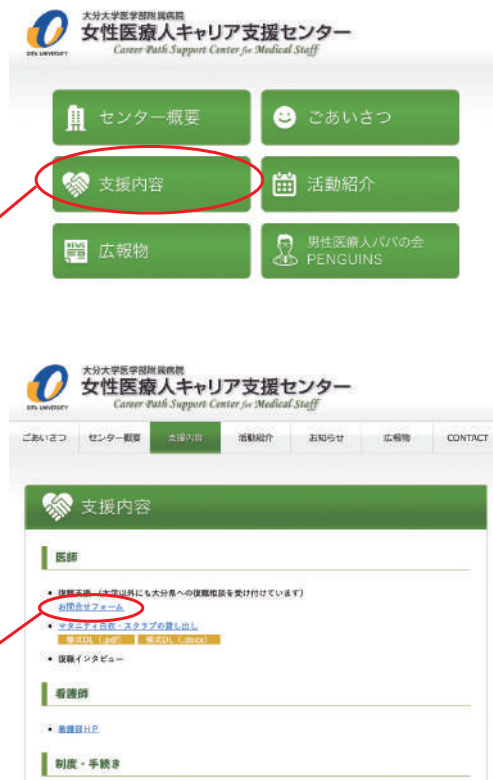 大分大学医学部附属病院
女性医療人キャリア支援センター
Career Path Support Center for Medical Staff
OITA UNIVERSITY
センター概要
ごあいさつ
支援内容
活動紹介
NEWS
広報物
男性医療人パパの会
PENGUINS
大分大学医学部附属病院
女性医療人キャリア支援センター
Career Path Support Center for Medical Staff
OITA UNIVERSITY
ごあいさつ センター概要 支援内容 活動紹介 お知らせ 広報物 CONTACT
支援内容
医師
• 復職支援（大学以外にも大分県への復職相談を受け付けています）
お問合せフォーム
• マタニティ白衣・スクラブの貸し出し
様式DL（.pdf） 様式DL（.docx）
• 復職インタビュー
看護師
• 看護部ＨＰ
制度・手続き